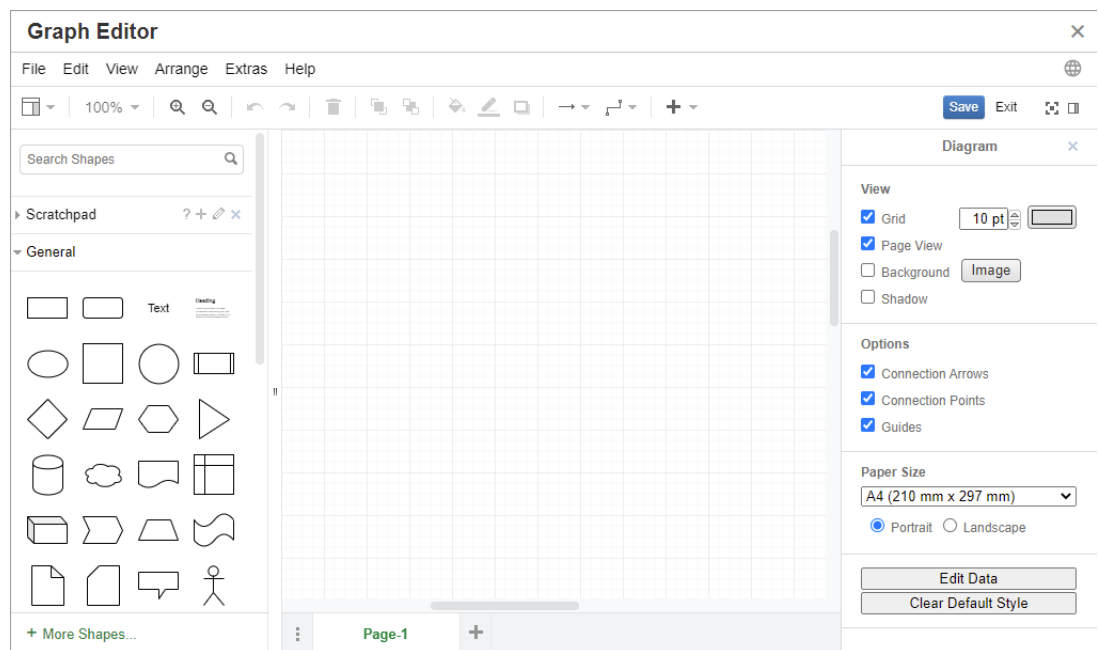 Graph Editor
File Edit View Arrange Extras Help
100%
Save Exit
Search Shapes
Scratchpad ?
General
Text
Heading
+ More Shapes...
Page-1
Diagram
View
Grid 10 pt
Page View
Background Image
Shadow
Options
Connection Arrows
Connection Points
Guides
Paper Size
A4 (210 mm x 297 mm)
Portrait Landscape
Edit Data
Clear Default Style